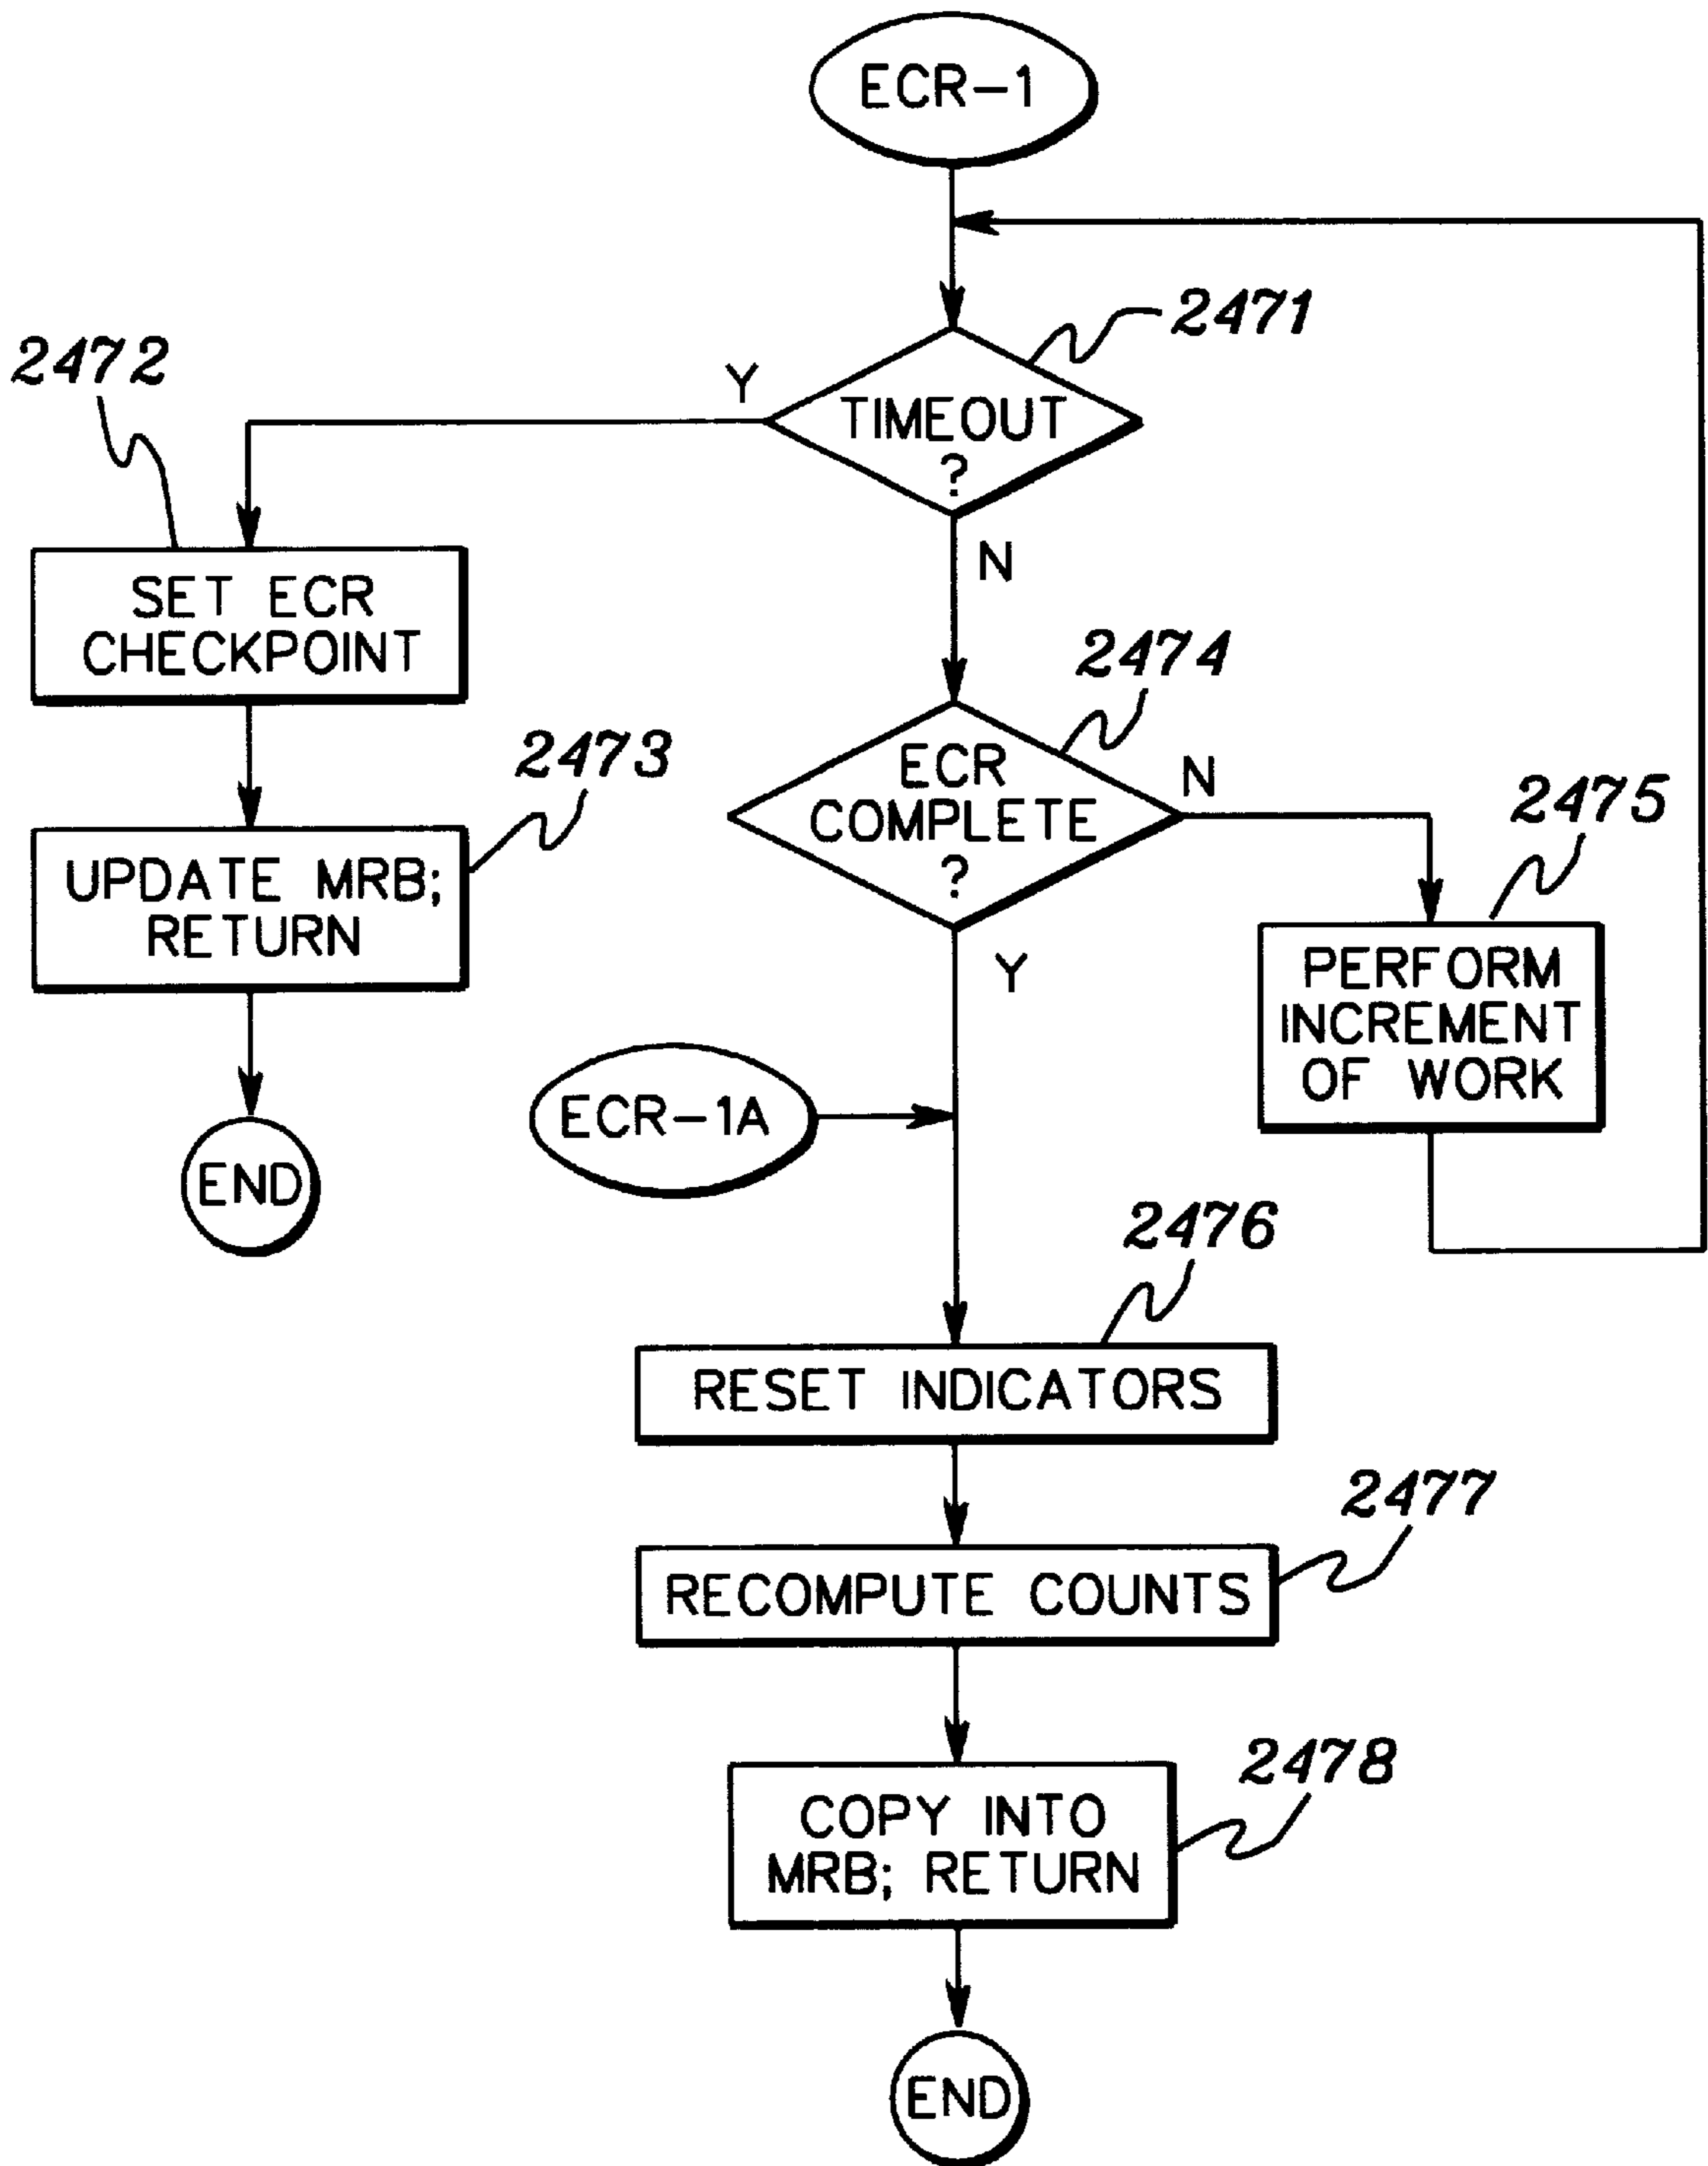 ECR-1
2471
2472
Y
TIMEOUT
?
N
SET ECR
CHECKPOINT
2474
2473
ECR
COMPLETE
?
N
2475
UPDATE MRB;
RETURN
Y
PERFORM
INCREMENT
OF WORK
ECR-1A
END
2476
RESET INDICATORS
2477
RECOMPUTE COUNTS
2478
COPY INTO
MRB; RETURN
END